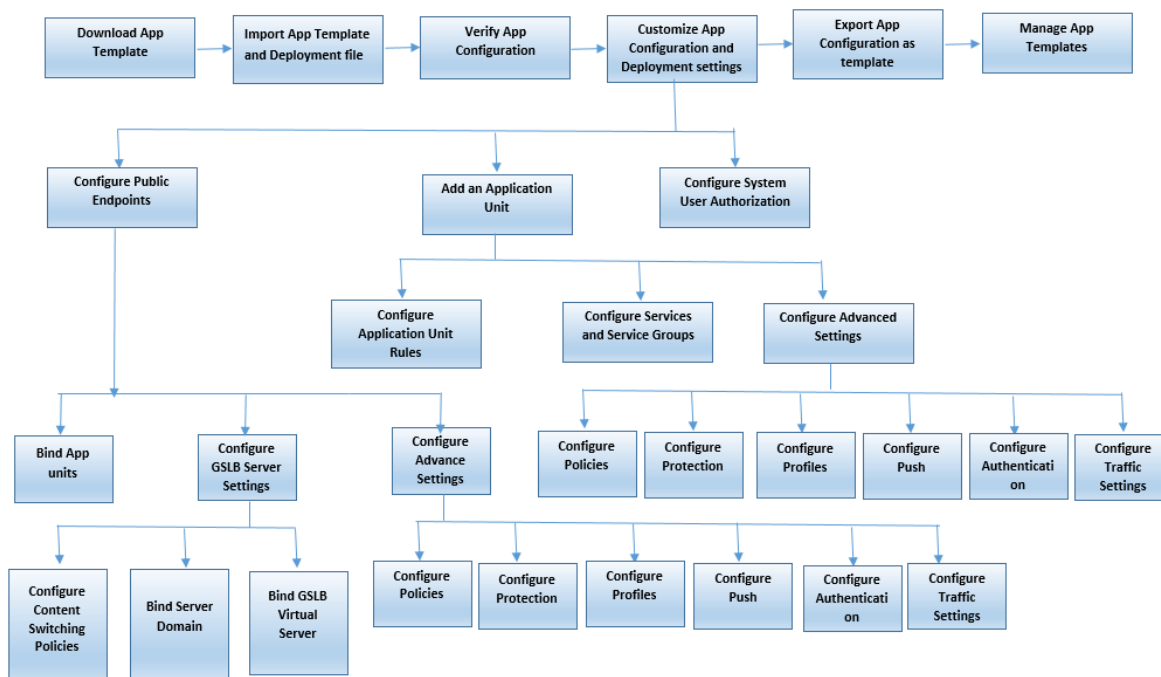 Download App
Template
Import App Template
and Deployment file
Verify App
Configuration
Customize App
Configuration and
Deployment settings
Export App
Configuration as
template
Manage App
Templates
Configure Public
Endpoints
Add an Application
Unit
Configure System
User Authorization
Configure
Application Unit
Rules
Configure Services
and Service Groups
Configure Advanced
Settings
Bind App
units
Configure
GSLB Server
Settings
Configure
Advance
Settings
Configure
Policies
Configure
Protection
Configure
Profiles
Configure
Push
Configure
Authenticati
on
Configure
Traffic
Settings
Configure
Content
Switching
Policies
Bind Server
Domain
Bind GSLB
Virtual
Server
Configure
Policies
Configure
Protection
Configure
Profiles
Configure
Push
Configure
Authenticati
on
Configure
Traffic
Settings